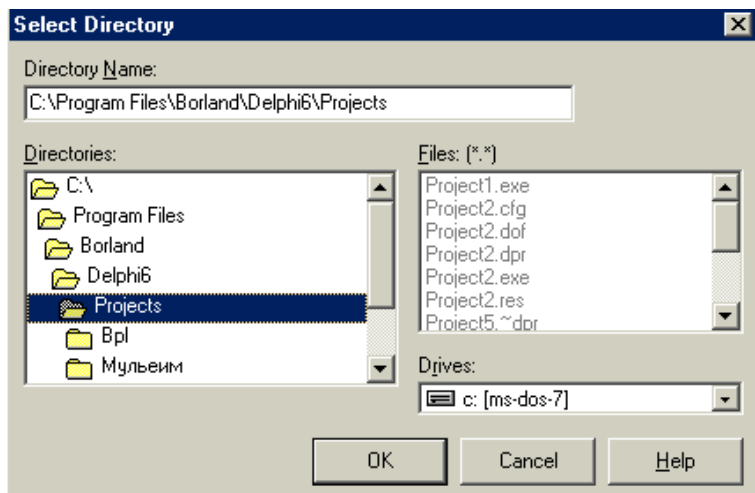 Select Directory
Directory Name:
C:\Program Files\Borland\Delphi6\Projects
Directories:
C:\
Program Files
Borland
Delphi6
Projects
Bpl
Мульеим
Files: (*.*)
Project1.exe
Project2.cfg
Project2.dof
Project2.dpr
Project2.exe
Project2.res
Project5.~dpr
Drives:
c: [ms-dos-7]
OK
Cancel
Help